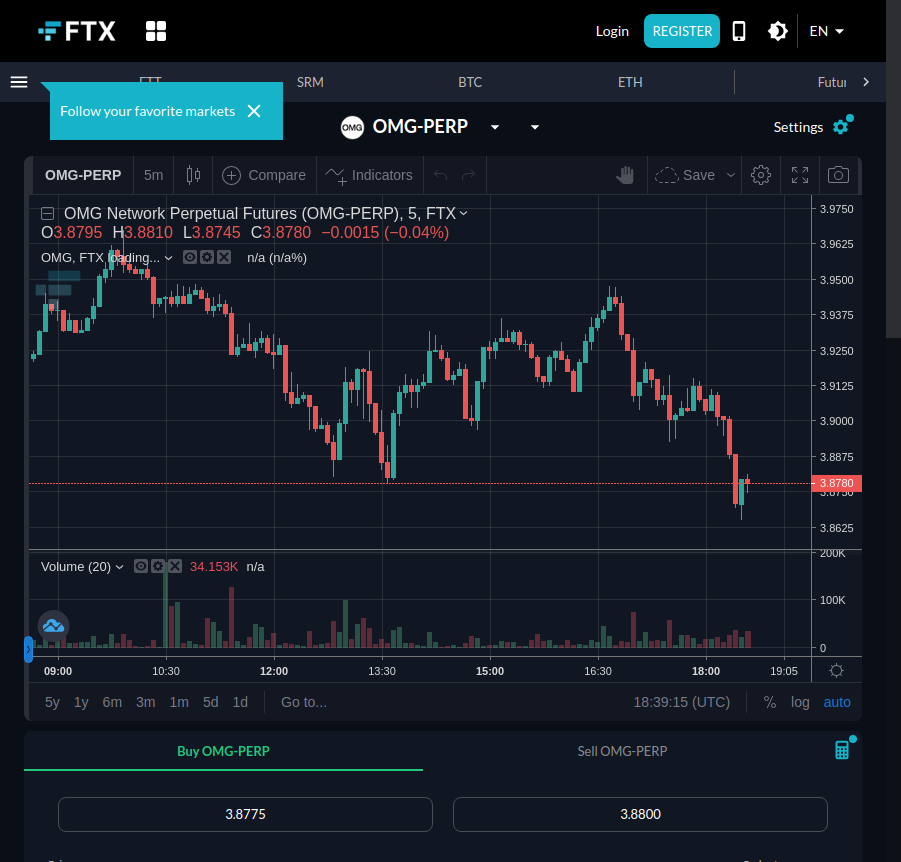 FTX
Login
REGISTER
EN
FTT
SRM
BTC
ETH
Follow your favorite markets
OMG
OMG-PERP
Settings
OMG-PERP
5m
Compare
Indicators
Save
OMG Network Perpetual Futures (OMG-PERP), 5, FTX
O3.8795 H3.8810 L3.8745 C3.8780 −0.0015 (−0.04%)
OMG, FTX loading... n/a (n/a%)
3.9750
3.9625
3.9500
3.9375
3.9250
3.9125
3.9000
3.8875
3.8780
3.8750
3.8625
Volume (20) 34.153K n/a
200K
100K
0
09:00 10:30 12:00 13:30 15:00 16:30 18:00 19:05
5y 1y 6m 3m 1m 5d 1d Go to... 18:39:15 (UTC) % log auto
Buy OMG-PERP
Sell OMG-PERP
3.8775
3.8800